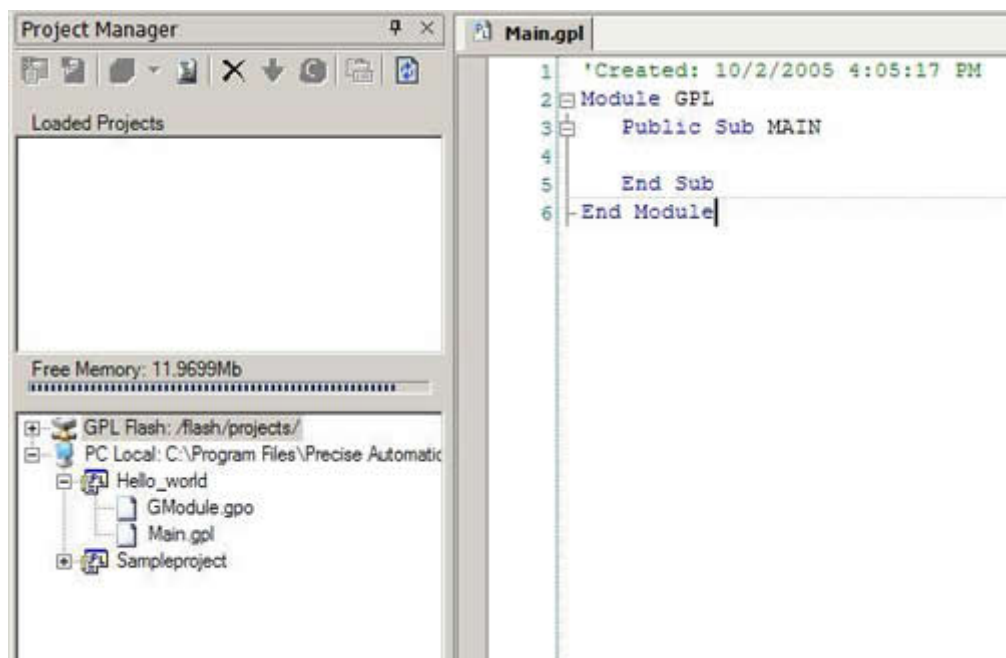 Project Manager
Loaded Projects
Free Memory: 11.9699Mb
GPL Flash: /flash/projects/
PC Local: C:\Program Files\Precise Automatic
Hello_world
GModule.gpo
Main.gpl
Sampleproject
Main.gpl
1 'Created: 10/2/2005 4:05:17 PM
2 Module GPL
3 Public Sub MAIN
4
5 End Sub
6 End Module